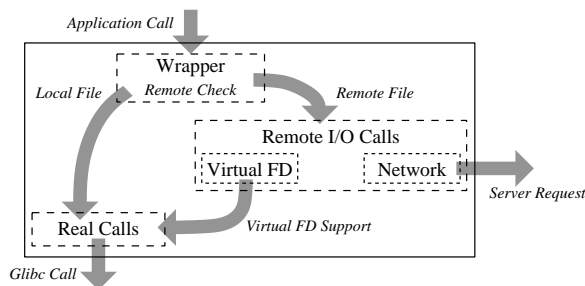 Application Call
Wrapper
Local File
Remote Check
Remote File
Remote I/O Calls
Virtual FD
Network
Server Request
Real Calls
Virtual FD Support
Glibc Call